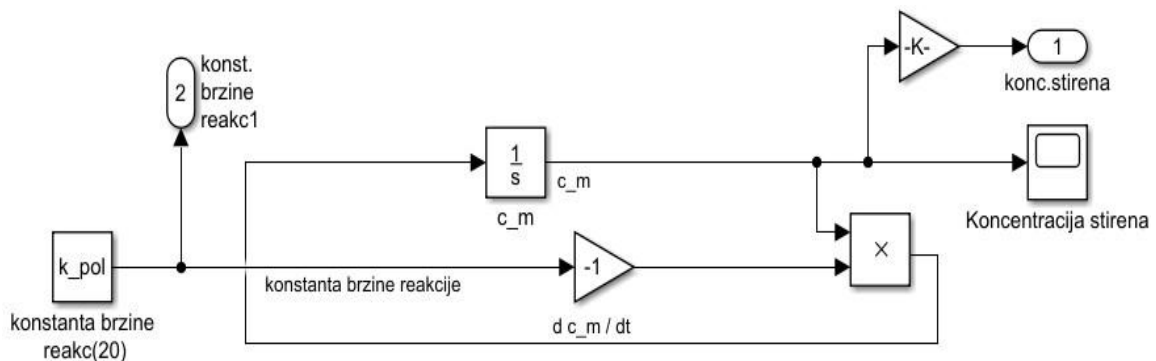 -K-
1
konc.stirena
konst.
brzine
reakc1
2
1
s
c_m
c_m
Koncentracija stirena
k_pol
konstanta brzine reakcije
-1
X
konstanta brzine
reakc(20)
d c_m / dt